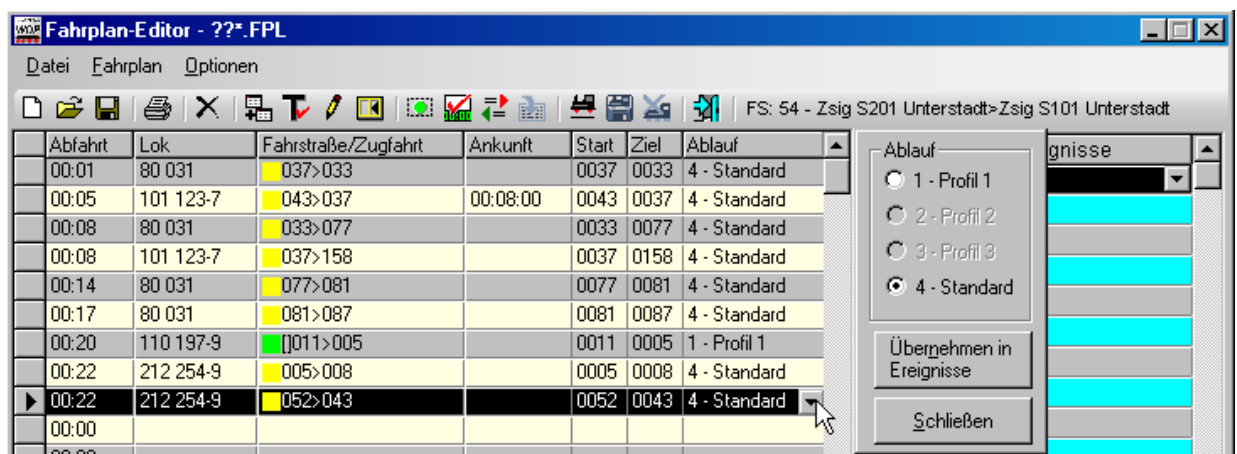 WDP Fahrplan-Editor - ??*.FPL
Datei Fahrplan Optionen
FS: 54 - Zsig S201 Unterstadt>Zsig S101 Unterstadt
Abfahrt Lok Fahrstraße/Zugfahrt Ankunft Start Ziel Ablauf
00:01 80 031 037>033 0037 0033 4 - Standard
00:05 101 123-7 043>037 00:08:00 0043 0037 4 - Standard
00:08 80 031 033>077 0033 0077 4 - Standard
00:08 101 123-7 037>158 0037 0158 4 - Standard
00:14 80 031 077>081 0077 0081 4 - Standard
00:17 80 031 081>087 0081 0087 4 - Standard
00:20 110 197-9 []011>005 0011 0005 1 - Profil 1
00:22 212 254-9 005>008 0005 0008 4 - Standard
00:22 212 254-9 052>043 0052 0043 4 - Standard
00:00
Ablauf
1 - Profil 1
2 - Profil 2
3 - Profil 3
4 - Standard
Übernehmen in
Ereignisse
Schließen
gnisse